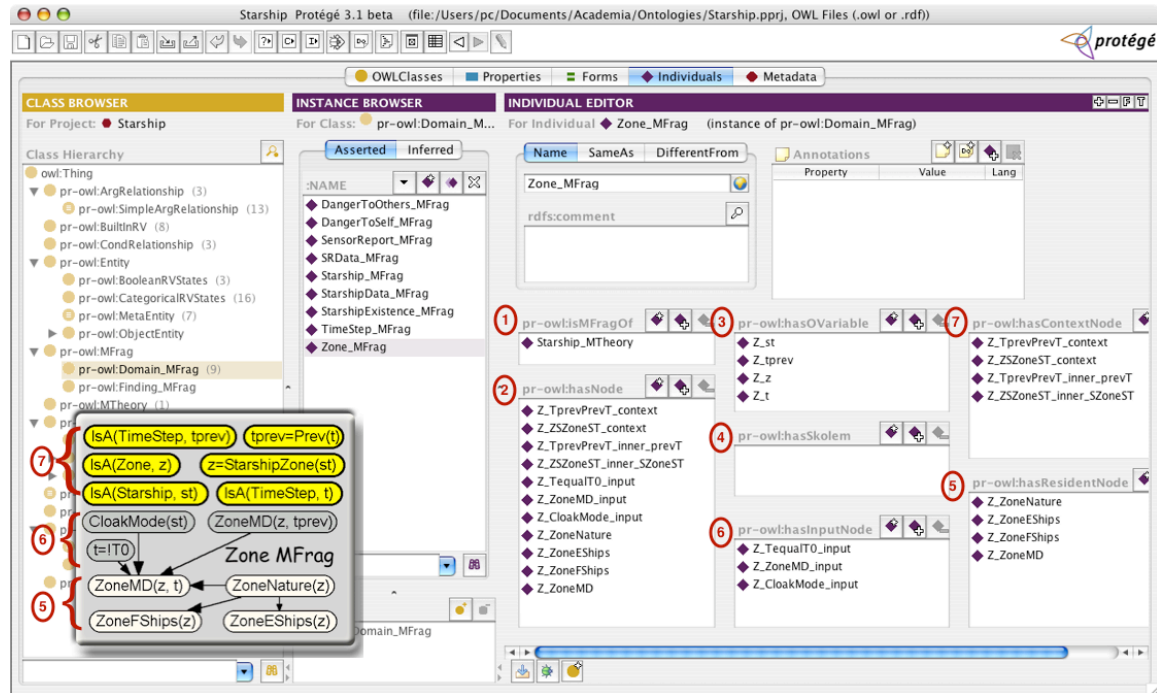 Starship Protégé 3.1 beta (file:/Users/pc/Documents/Academia/Ontologies/Starship.pprj, OWL Files (.owl or .rdf))
protégé
OWLClasses Properties Forms Individuals Metadata
CLASS BROWSER
For Project: Starship
Class Hierarchy
owl:Thing
pr-owl:ArgRelationship (3)
pr-owl:SimpleArgRelationship (13)
pr-owl:BuiltInRV (8)
pr-owl:CondRelationship (3)
pr-owl:Entity
pr-owl:BooleanRVStates (3)
pr-owl:CategoricalRVStates (16)
pr-owl:MetaEntity (7)
pr-owl:ObjectEntity
pr-owl:MFrag
pr-owl:Domain_MFrag (9)
pr-owl:Finding_MFrag
pr-owl:MTheory (1)
INSTANCE BROWSER
For Class: pr-owl:Domain_M...
Asserted Inferred
:NAME
DangerToOthers_MFrag
DangerToSelf_MFrag
SensorReport_MFrag
SRData_MFrag
Starship_MFrag
StarshipData_MFrag
StarshipExistence_MFrag
TimeStep_MFrag
Zone_MFrag
omain_MFrag
INDIVIDUAL EDITOR
For Individual Zone_MFrag (instance of pr-owl:Domain_MFrag)
Name SameAs DifferentFrom
Zone_MFrag
rdfs:comment
Annotations
Property Value Lang
1 pr-owl:isMFragOf
Starship_MTheory
2 pr-owl:hasNode
Z_TprevPrevT_context
Z_ZSZoneST_context
Z_TprevPrevT_inner_prevT
Z_ZSZoneST_inner_SZoneST
Z_TequalT0_input
Z_ZoneMD_input
Z_CloakMode_input
Z_ZoneNature
Z_ZoneEShips
Z_ZoneFShips
Z_ZoneMD
3 pr-owl:hasOVariable
Z_st
Z_tprev
Z_z
Z_t
4 pr-owl:hasSkolem
6 pr-owl:hasInputNode
Z_TequalT0_input
Z_ZoneMD_input
Z_CloakMode_input
7 pr-owl:hasContextNode
Z_TprevPrevT_context
Z_ZSZoneST_context
Z_TprevPrevT_inner_prevT
Z_ZSZoneST_inner_SZoneST
5 pr-owl:hasResidentNode
Z_ZoneNature
Z_ZoneEShips
Z_ZoneFShips
Z_ZoneMD
7
IsA(TimeStep, tprev) tprev=Prev(t)
IsA(Zone, z) z=StarshipZone(st)
IsA(Starship, st) IsA(TimeStep, t)
6
CloakMode(st) ZoneMD(z, tprev)
t=!T0 Zone MFrag
5
ZoneMD(z, t) ZoneNature(z)
ZoneFShips(z) ZoneEShips(z)